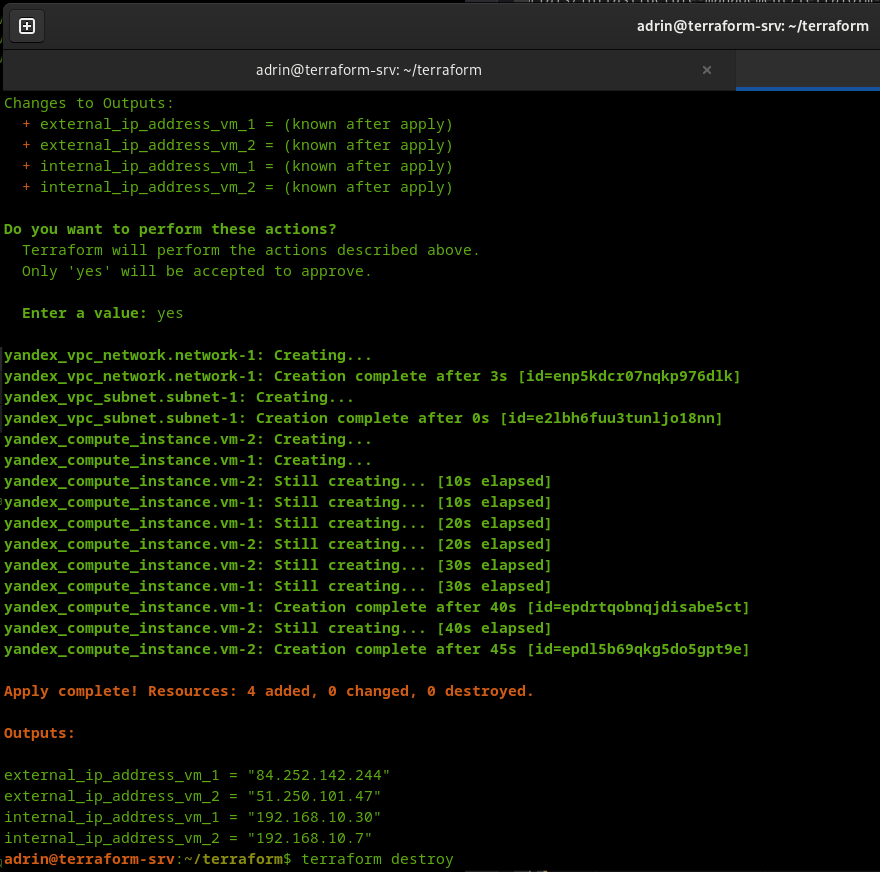 adrin@terraform-srv: ~/terraform
adrin@terraform-srv: ~/terraform ×
Changes to Outputs:
  + external_ip_address_vm_1 = (known after apply)
  + external_ip_address_vm_2 = (known after apply)
  + internal_ip_address_vm_1 = (known after apply)
  + internal_ip_address_vm_2 = (known after apply)
Do you want to perform these actions?
  Terraform will perform the actions described above.
  Only 'yes' will be accepted to approve.
  Enter a value: yes
yandex_vpc_network.network-1: Creating...
yandex_vpc_network.network-1: Creation complete after 3s [id=enp5kdcr07nqkp976dlk]
yandex_vpc_subnet.subnet-1: Creating...
yandex_vpc_subnet.subnet-1: Creation complete after 0s [id=e2lbh6fuu3tunljo18nn]
yandex_compute_instance.vm-2: Creating...
yandex_compute_instance.vm-1: Creating...
yandex_compute_instance.vm-2: Still creating... [10s elapsed]
yandex_compute_instance.vm-1: Still creating... [10s elapsed]
yandex_compute_instance.vm-1: Still creating... [20s elapsed]
yandex_compute_instance.vm-2: Still creating... [20s elapsed]
yandex_compute_instance.vm-2: Still creating... [30s elapsed]
yandex_compute_instance.vm-1: Still creating... [30s elapsed]
yandex_compute_instance.vm-1: Creation complete after 40s [id=epdrtqobnqjdisabe5ct]
yandex_compute_instance.vm-2: Still creating... [40s elapsed]
yandex_compute_instance.vm-2: Creation complete after 45s [id=epdl5b69qkg5do5gpt9e]
Apply complete! Resources: 4 added, 0 changed, 0 destroyed.
Outputs:
external_ip_address_vm_1 = "84.252.142.244"
external_ip_address_vm_2 = "51.250.101.47"
internal_ip_address_vm_1 = "192.168.10.30"
internal_ip_address_vm_2 = "192.168.10.7"
adrin@terraform-srv:~/terraform$ terraform destroy